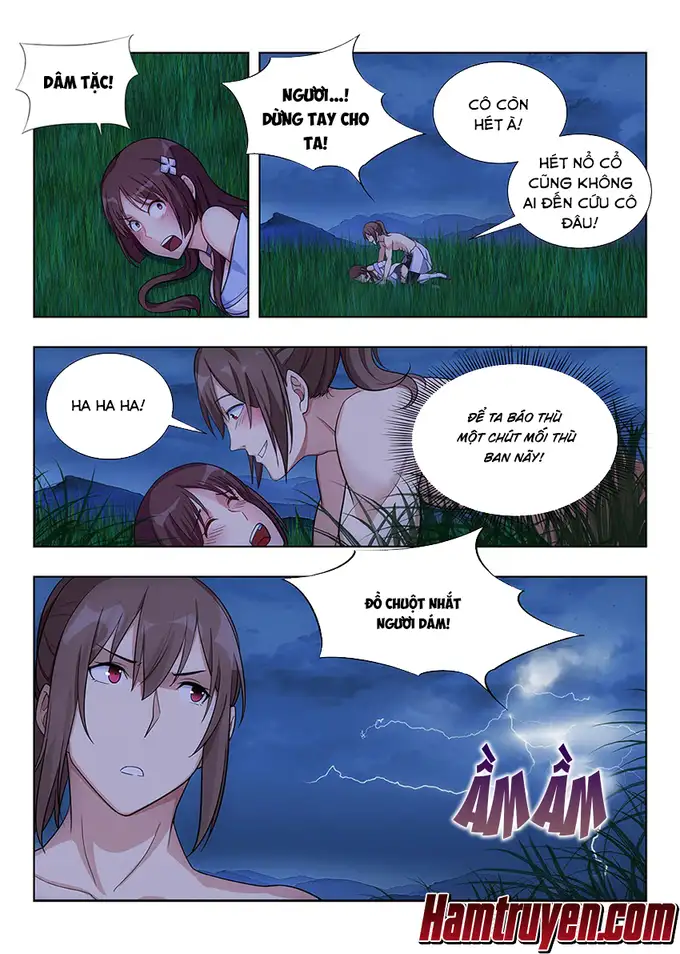 DÂM TẶC!
NGƯƠI...!
DỪNG TAY CHO
TA!
CÔ CÒN
HÉT À!
HÉT NỔ CỔ
CŨNG KHÔNG
AI ĐẾN CỨU CÔ
ĐÂU!
HA HA HA!
ĐỂ TA BÁO THÙ
MỘT CHÚT MỐI THÙ
BAN NÃY!
ĐỒ CHUỘT NHẮT
NGƯƠI DÁM!
ẦM ẦM
Hamtruyen.com